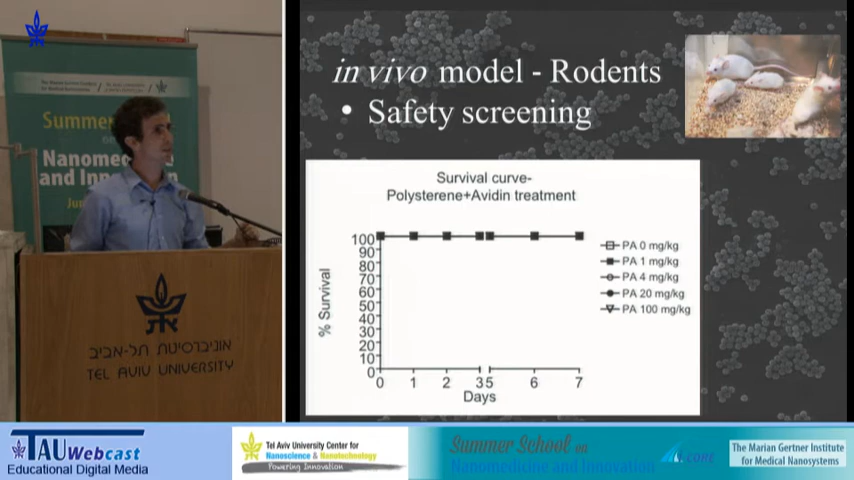 Summer
Nanomed
and Inn
in vivo model - Rodents
• Safety screening
Survival curve-
Polysterene+Avidin treatment
% Survival
100
90
80
70
60
50
40
30
20
10
0
0 1 2 3 5 6 7
Days
PA 0 mg/kg
PA 1 mg/kg
PA 4 mg/kg
PA 20 mg/kg
PA 100 mg/kg
אוניברסיטת תל-אביב
TEL AVIV UNIVERSITY
TAU Webcast
Educational Digital Media
Tel Aviv University Center for
Nanoscience & Nanotechnology
Powering Innovation
Summer School on
Nanomedicine and Innovation
The Marian Gertner Institute
for Medical Nanosystems